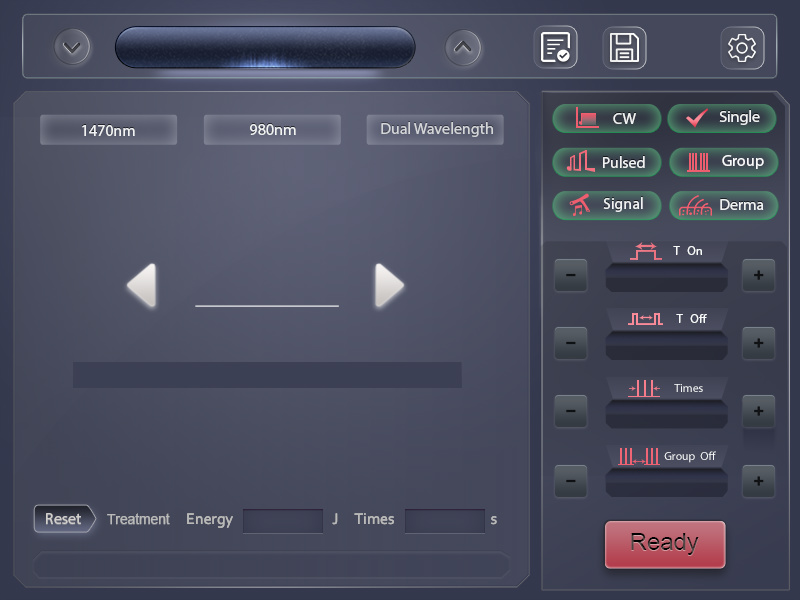 1470nm
980nm
Dual Wavelength
CW
Single
Pulsed
Group
Signal
Derma
T On
T Off
Times
Group Off
Reset
Treatment
Energy
J
Times
s
Ready